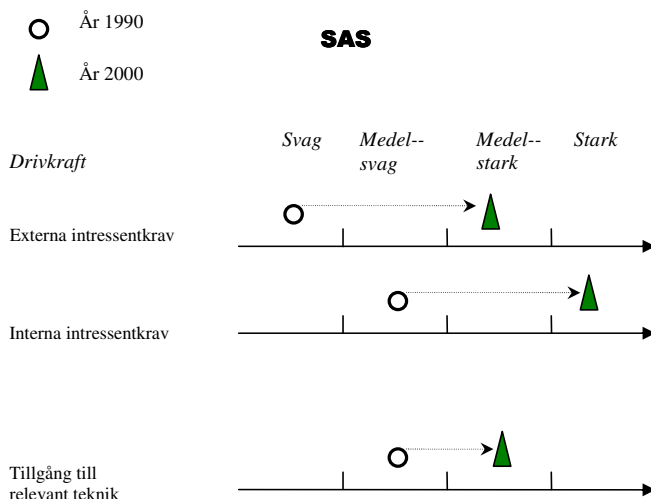 År 1990
SAS
År 2000
Svag Medel-- Medel-- Stark
Drivkraft svag stark
Externa intressentkrav
Interna intressentkrav
Tillgång till
relevant teknik